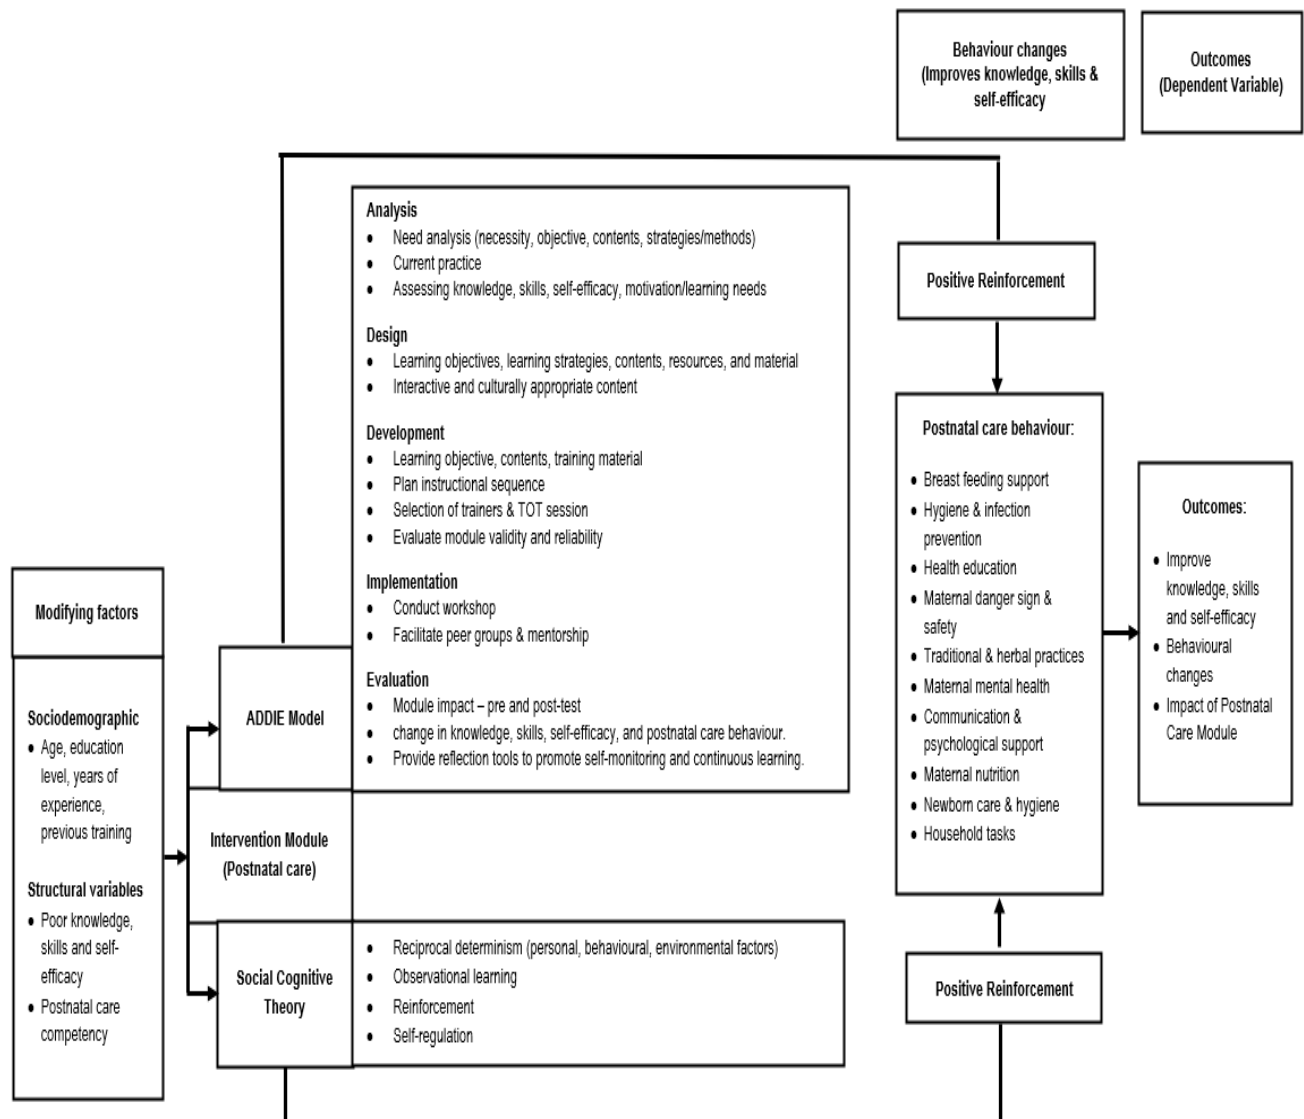 Behaviour changes
(Improves knowledge, skills &
self-efficacy
Outcomes
(Dependent Variable)
Analysis
• Need analysis (necessity, objective, contents, strategies/methods)
• Current practice
• Assessing knowledge, skills, self-efficacy, motivation/learning needs
Design
• Learning objectives, learning strategies, contents, resources, and material
• Interactive and culturally appropriate content
Development
• Learning objective, contents, training material
• Plan instructional sequence
• Selection of trainers & TOT session
• Evaluate module validity and reliability
Implementation
• Conduct workshop
• Facilitate peer groups & mentorship
Evaluation
• Module impact – pre and post-test
• change in knowledge, skills, self-efficacy, and postnatal care behaviour.
• Provide reflection tools to promote self-monitoring and continuous learning.
Positive Reinforcement
Postnatal care behaviour:
• Breast feeding support
• Hygiene & infection
prevention
• Health education
• Maternal danger sign &
safety
• Traditional & herbal practices
• Maternal mental health
• Communication &
psychological support
• Maternal nutrition
• Newborn care & hygiene
• Household tasks
Outcomes:
• Improve
knowledge, skills
and self-efficacy
• Behavioural
changes
• Impact of Postnatal
Care Module
Modifying factors
Sociodemographic
• Age, education
level, years of
experience,
previous training
Structural variables
• Poor knowledge,
skills and self-
efficacy
• Postnatal care
competency
ADDIE Model
Intervention Module
(Postnatal care)
Social Cognitive
Theory
• Reciprocal determinism (personal, behavioural, environmental factors)
• Observational learning
• Reinforcement
• Self-regulation
Positive Reinforcement